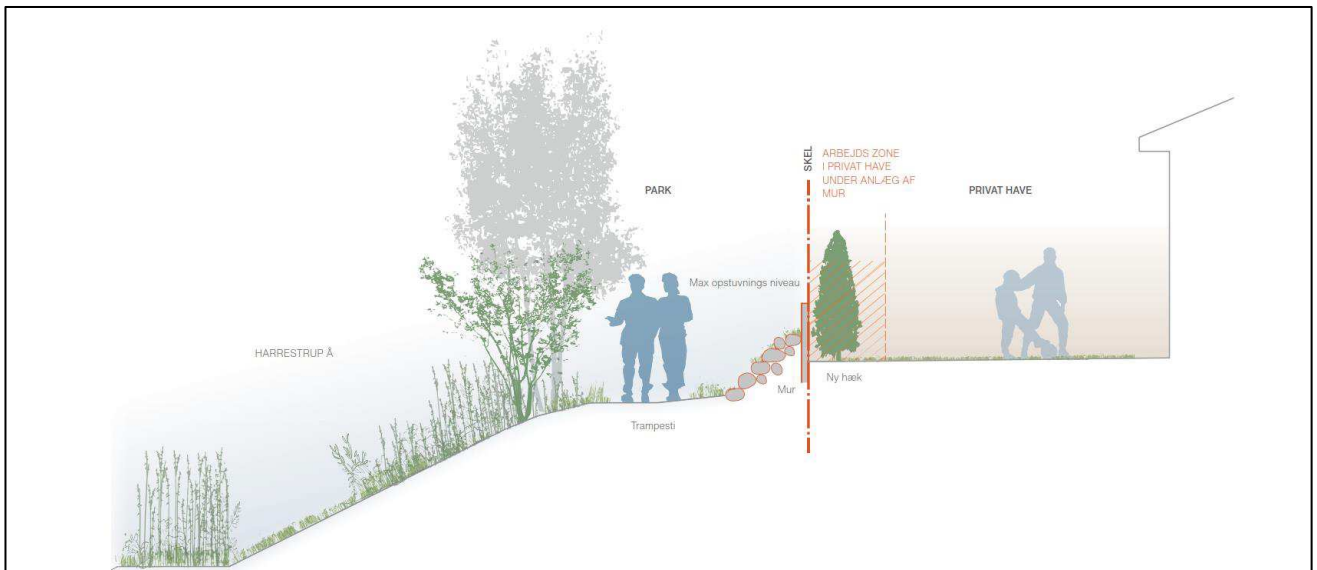 SKEL
ARBEJDS ZONE
I PRIVAT HAVE
UNDER ANLÆG AF
MUR
PARK
PRIVAT HAVE
Max opstuvnings niveau
HARRESTRUP Å
Ny hæk
Mur
Trampesti